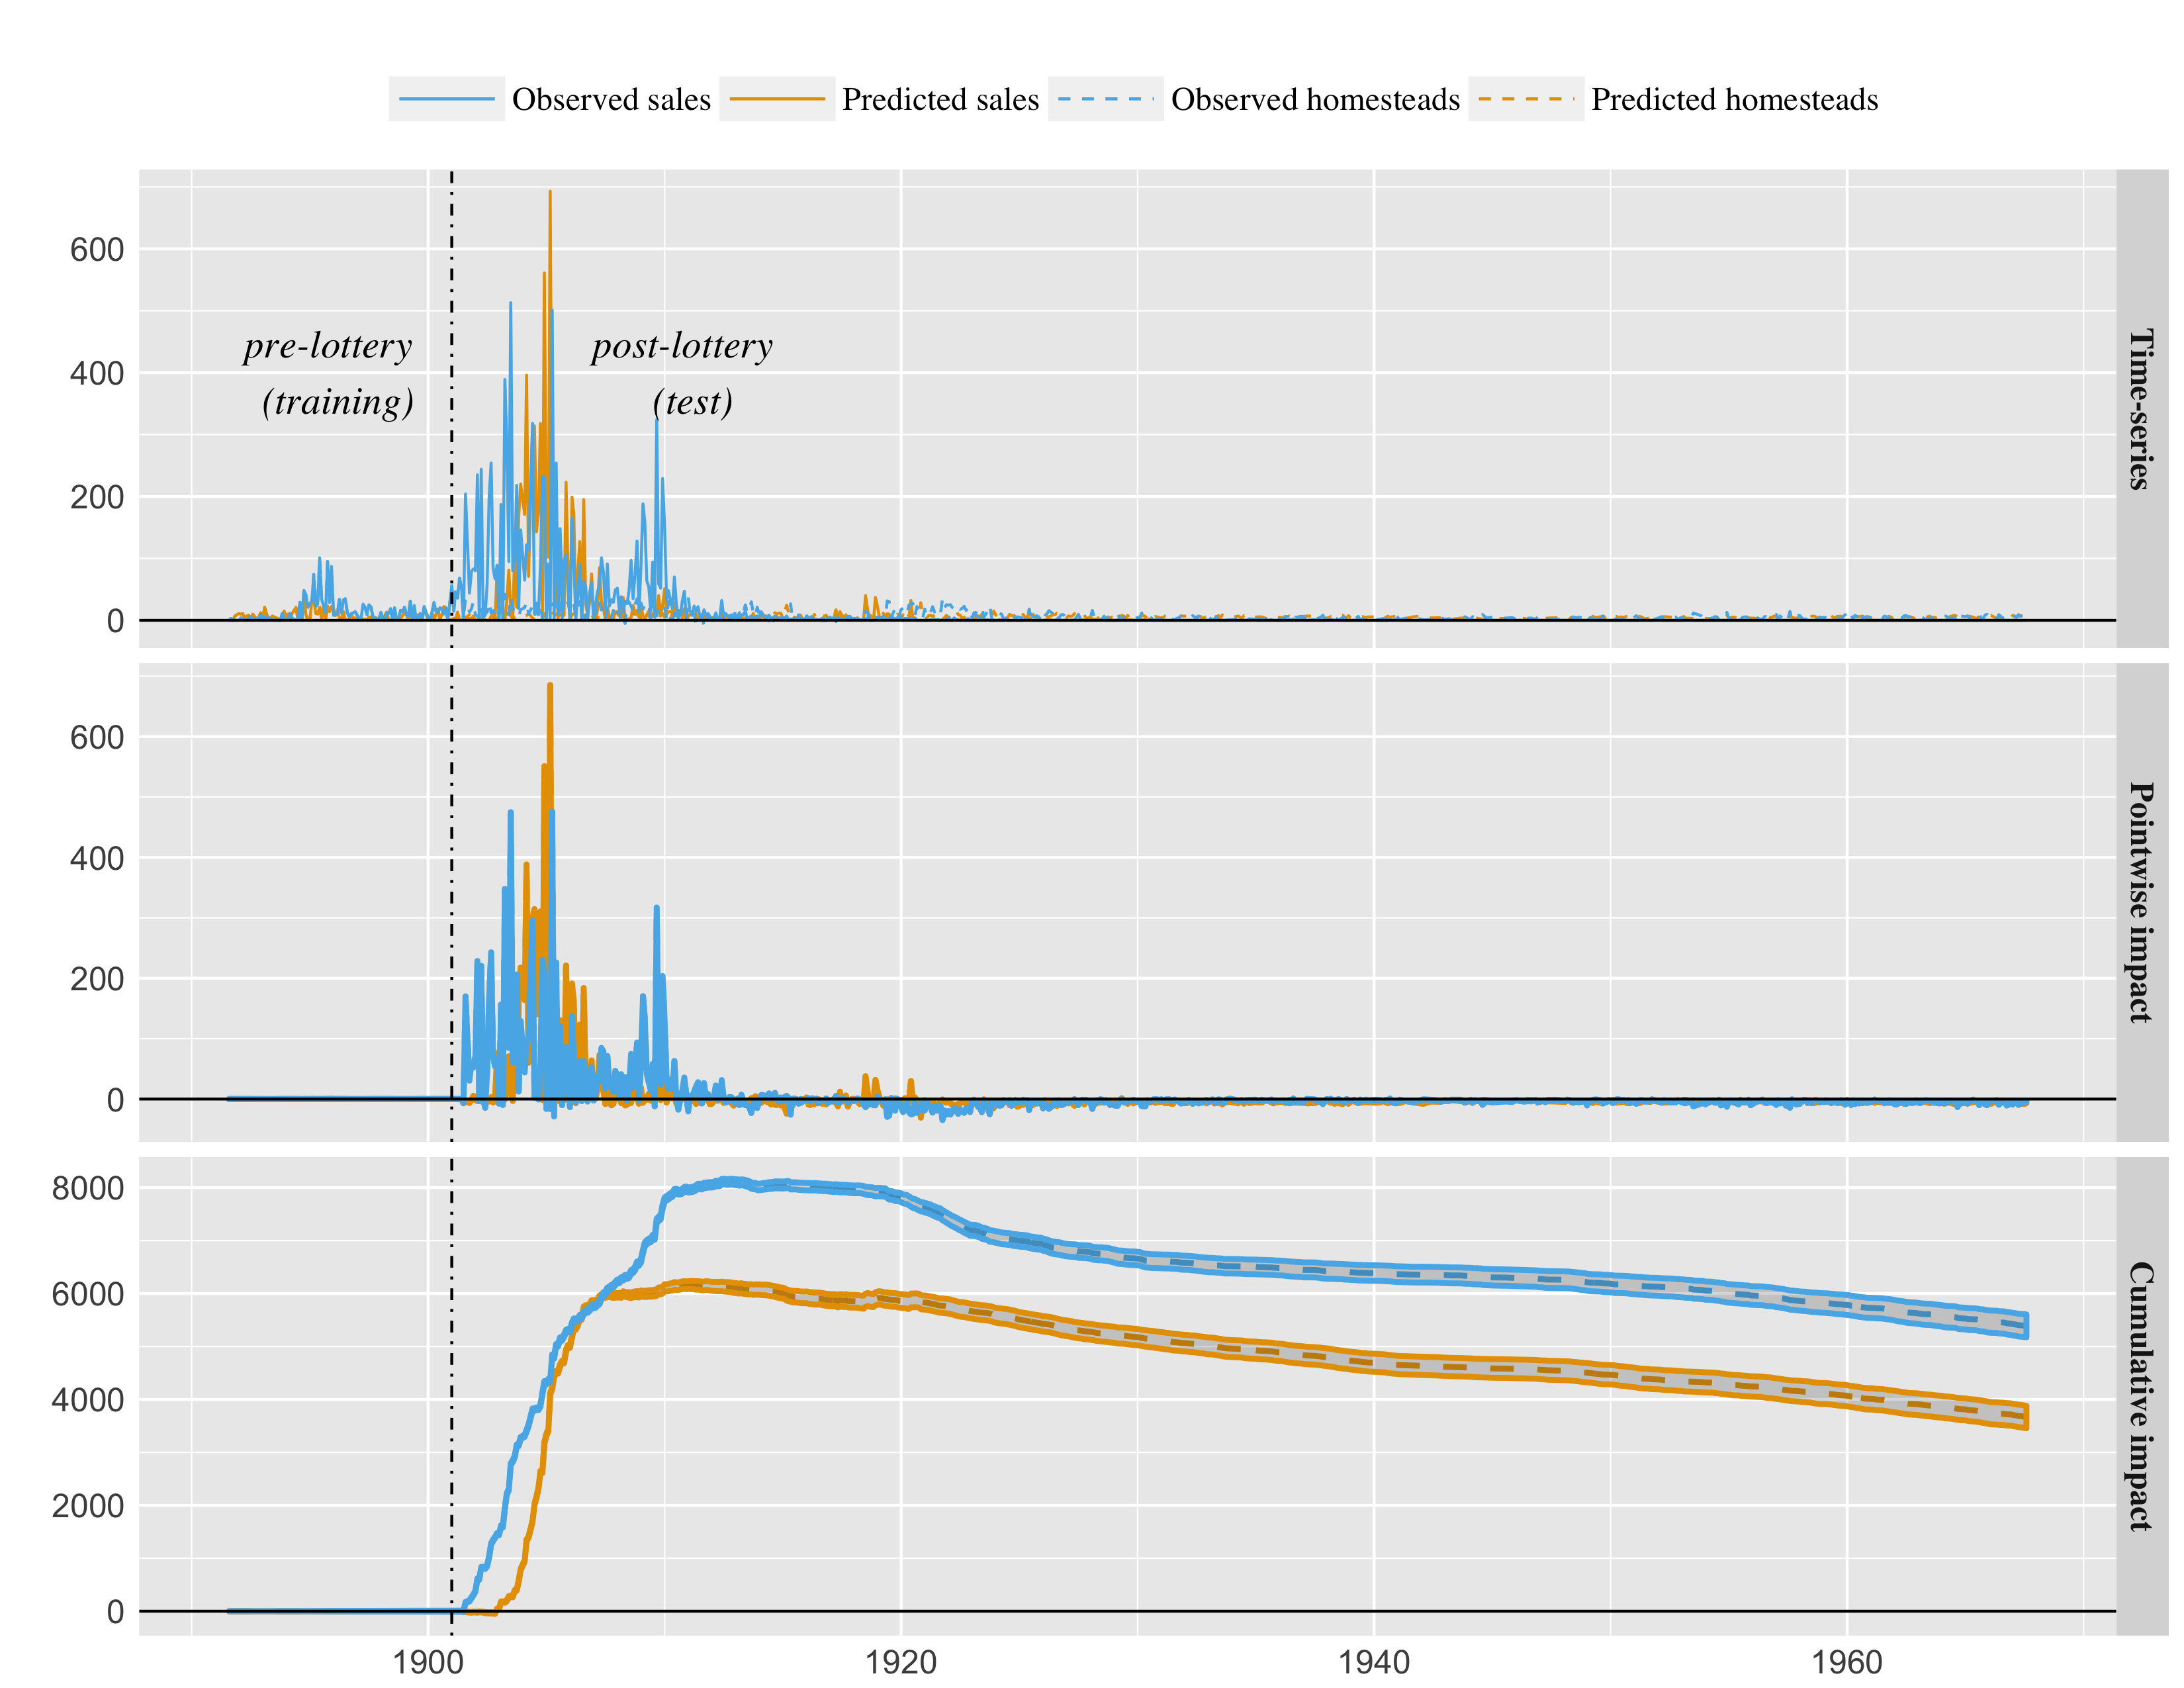 Observed sales Predicted sales Observed homesteads Predicted homesteads
600
400
200
0
pre-lottery
(training)
post-lottery
(test)
Time-series
600
400
200
0
Pointwise impact
8000
6000
4000
2000
0
Cumulative impact
1900 1920 1940 1960